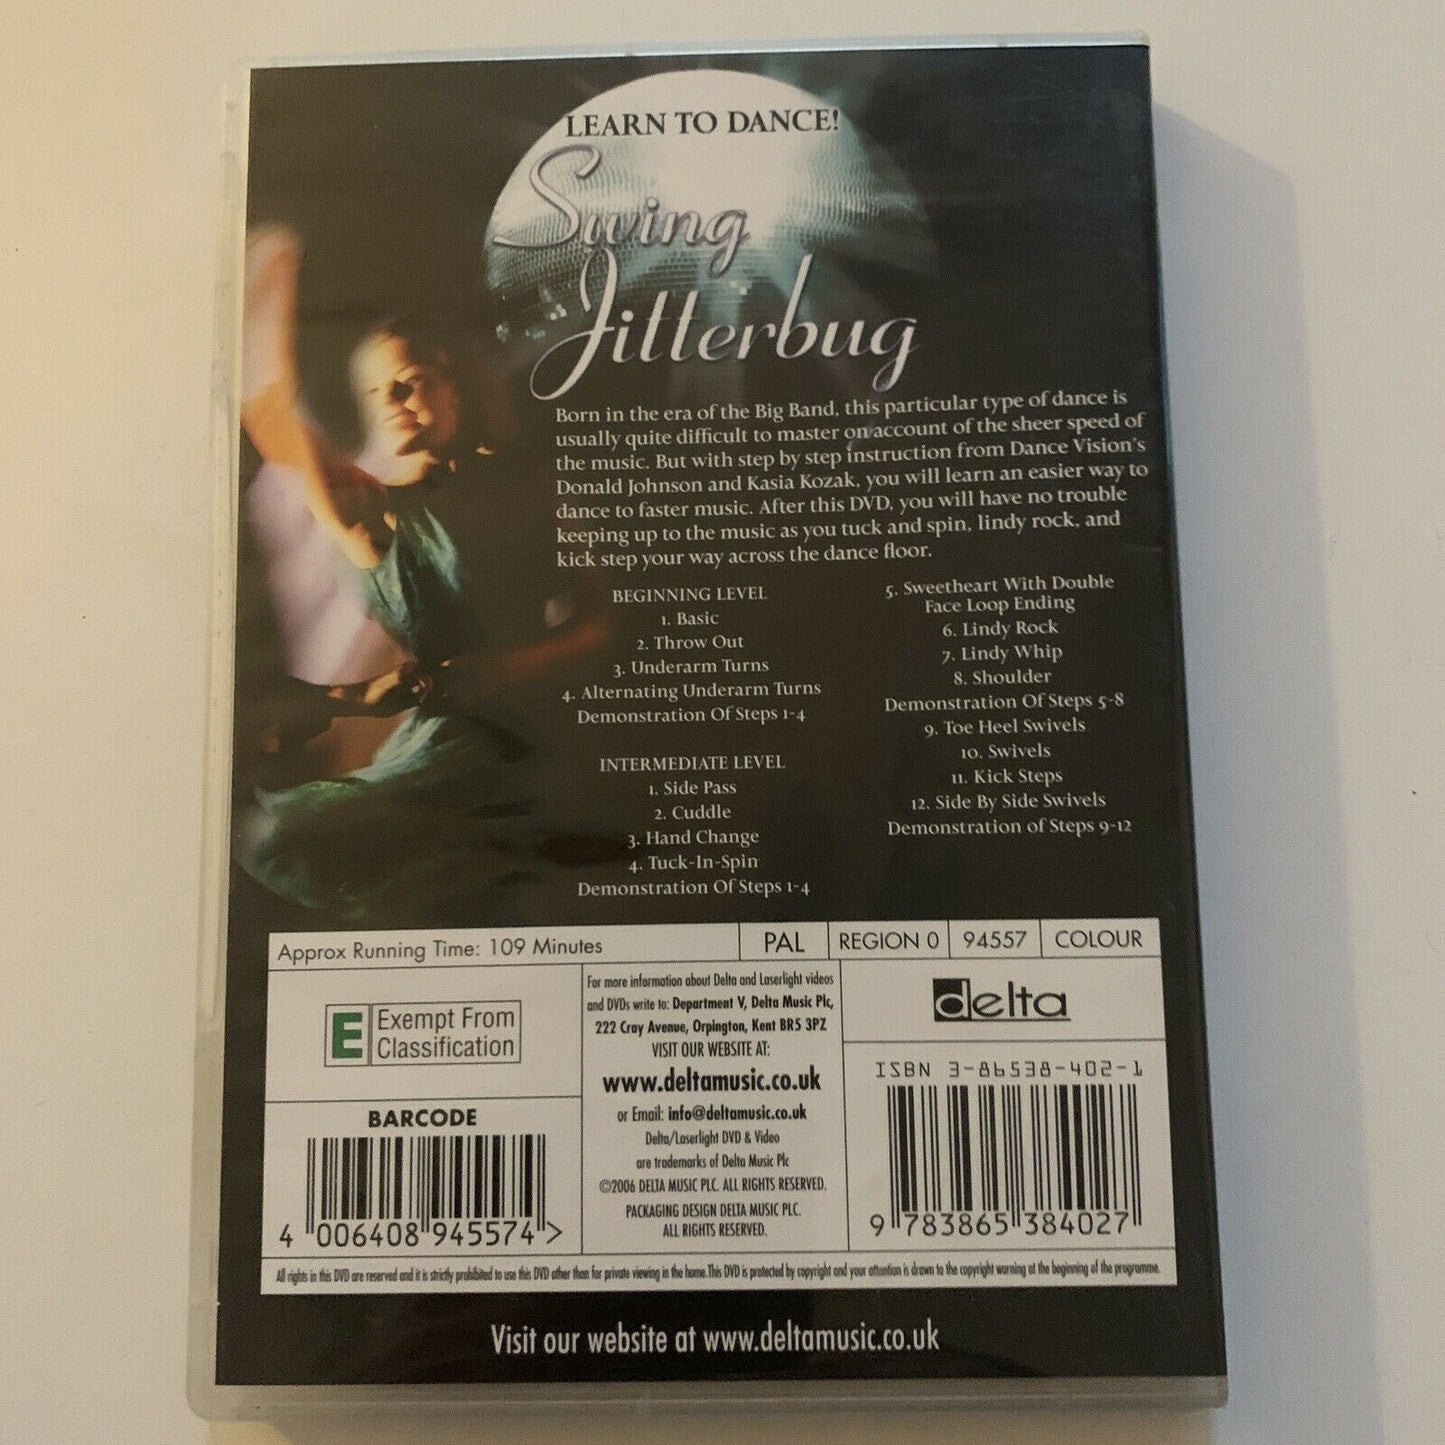 LEARN TO DANCE!
Swing
Jitterbug
Born in the era of the Big Band, this particular type of dance is
usually quite difficult to master on account of the sheer speed of
the music. But with step by step instruction from Dance Vision's
Donald Johnson and Kasia Kozak, you will learn an easier way to
dance to faster music. After this DVD, you will have no trouble
keeping up to the music as you tuck and spin, lindy rock, and
kick step your way across the dance floor.
BEGINNING LEVEL
1. Basic
2. Throw Out
3. Underarm Turns
4. Alternating Underarm Turns
Demonstration Of Steps 1-4
INTERMEDIATE LEVEL
1. Side Pass
2. Cuddle
3. Hand Change
4. Tuck-In-Spin
Demonstration Of Steps 1-4
5. Sweetheart With Double
Face Loop Ending
6. Lindy Rock
7. Lindy Whip
8. Shoulder
Demonstration Of Steps 5-8
9. Toe Heel Swivels
10. Swivels
11. Kick Steps
12. Side By Side Swivels
Demonstration of Steps 9-12
Approx Running Time: 109 Minutes
PAL
REGION 0
94557
COLOUR
E Exempt From
Classification
BARCODE
4 006408 945574 >
For more information about Delta and Laserlight videos
and DVDs write to: Department V, Delta Music Plc,
222 Cray Avenue, Orpington, Kent BR5 3PZ
VISIT OUR WEBSITE AT:
www.deltamusic.co.uk
or Email: info@deltamusic.co.uk
Delta/Laserlight DVD & Video
are trademarks of Delta Music Plc
©2006 DELTA MUSIC PLC. ALL RIGHTS RESERVED.
PACKAGING DESIGN DELTA MUSIC PLC.
ALL RIGHTS RESERVED.
delta
ISBN 3-86538-402-1
9 783865 384027
All rights in this DVD are reserved and it is strictly prohibited to use this DVD other than for private viewing in the home. This DVD is protected by copyright and your attention is drawn to the copyright warning at the beginning of the programme.
Visit our website at www.deltamusic.co.uk